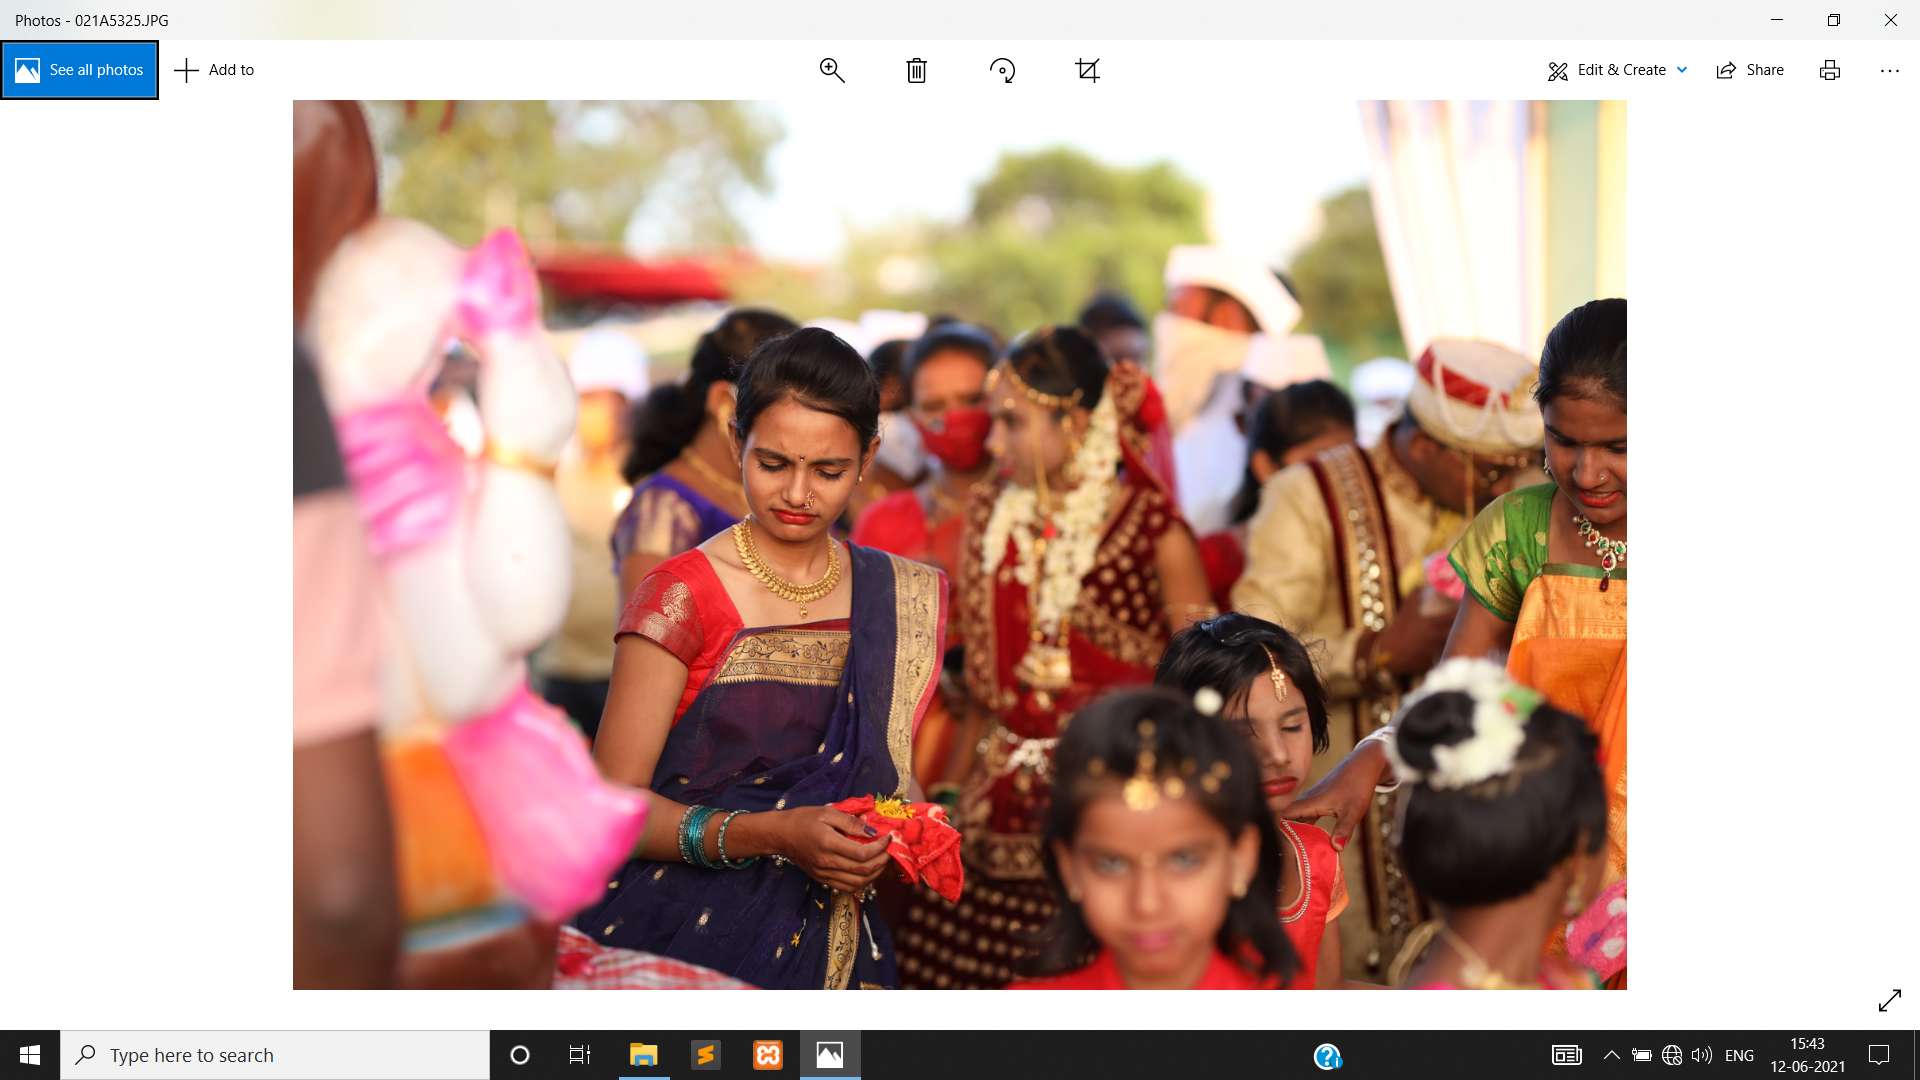 Photos - 021A5325.JPG
See all photos
Add to
Edit & Create
Share
Type here to search
ENG
15:43
12-06-2021